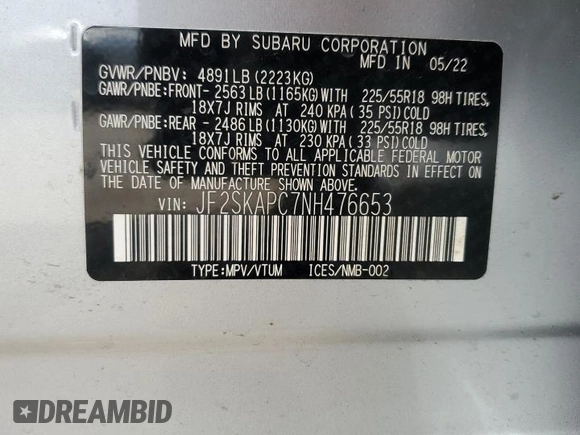 MFD BY SUBARU CORPORATION
MFD IN 05/22
GVWR/PNBV: 4891LB (2223KG)
GAWR/PNBE:FRONT- 2563LB(1165KG)WITH 225/55R18 98H TIRES,
18X7J RIMS AT 240 KPA(35 PSI)COLD
GAWR/PNBE:REAR - 2486LB(1130KG)WITH 225/55R18 98H TIRES,
18X7J RIMS AT 230 KPA(33 PSI)COLD
THIS VEHICLE CONFORMS TO ALL APPLICABLE FEDERAL MOTOR
VEHICLE SAFETY AND THEFT PREVENTION STANDARDS IN EFFECT
ON THE DATE OF MANUFACTURE SHOWN ABOVE.
VIN: JF2SKAPC7NH476653
TYPE:MPV/VTUM ICES/NMB-002
DREAMBID